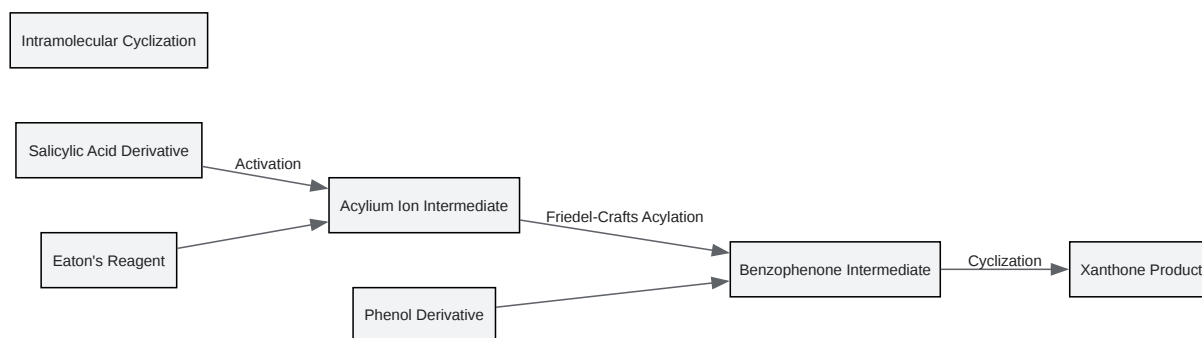 Intramolecular Cyclization
Salicylic Acid Derivative
Activation
Acylium Ion Intermediate
Friedel-Crafts Acylation
Eaton's Reagent
Benzophenone Intermediate
Cyclization
Xanthone Product
Phenol Derivative